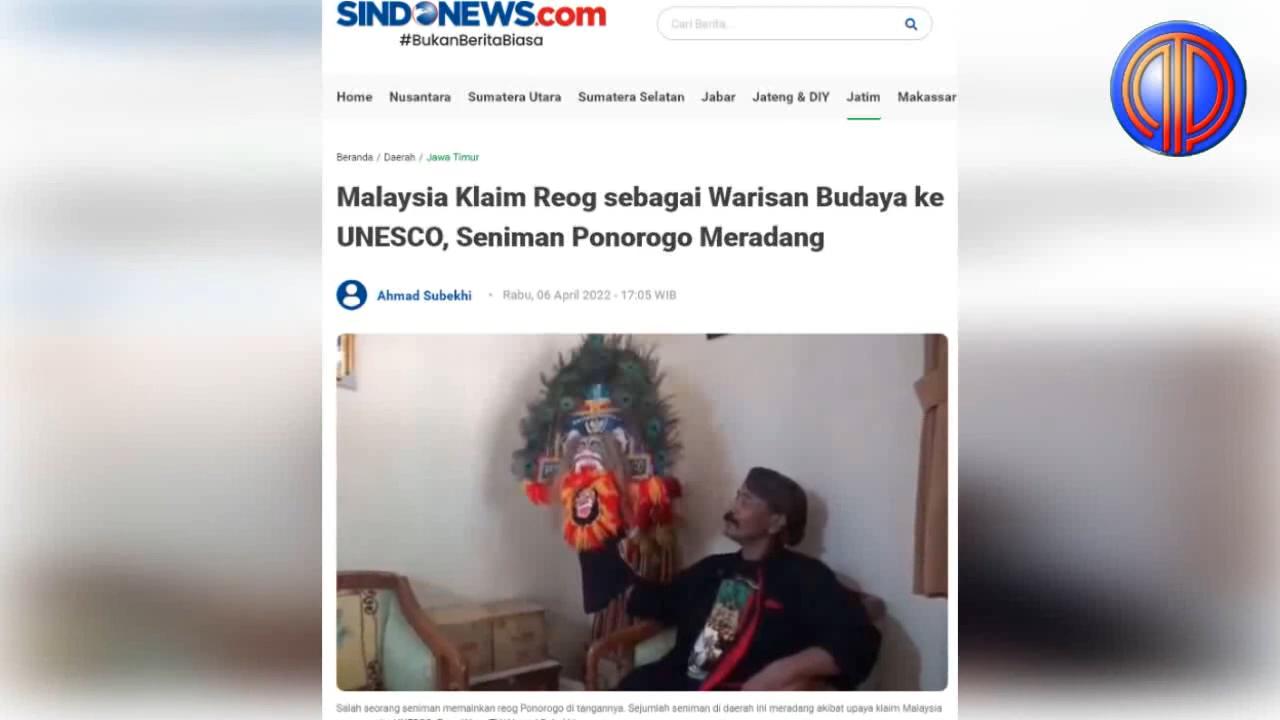 SINDONEWS.com
#BukanBeritaBiasa
Cari Berita...
Home Nusantara Sumatera Utara Sumatera Selatan Jabar Jateng & DIY Jatim Makassar
Beranda / Daerah / Jawa Timur
Malaysia Klaim Reog sebagai Warisan Budaya ke
UNESCO, Seniman Ponorogo Meradang
Ahmad Subekhi • Rabu, 06 April 2022 - 17:05 WIB
Salah seorang seniman memainkan reog Ponorogo di tangannya. Sejumlah seniman di daerah ini meradang akibat upaya klaim Malaysia